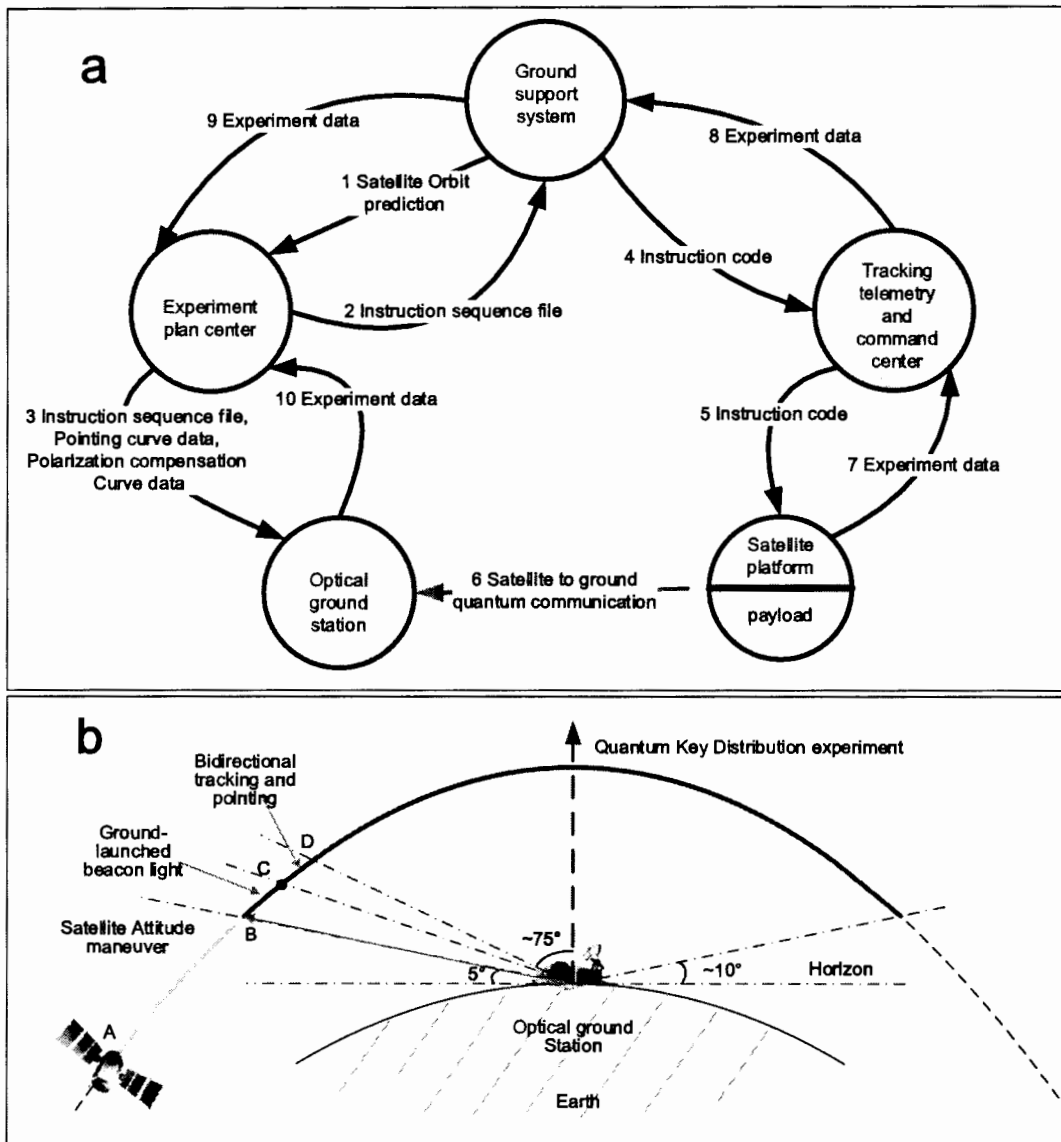 a
Ground
support
system
9 Experiment data
8 Experiment data
1 Satellite Orbit
prediction
4 Instruction code
Experiment
plan center
2 Instruction sequence file
Tracking
telemetry
and
command
center
3 Instruction sequence file,
Pointing curve data,
Polarization compensation
Curve data
10 Experiment data
5 Instruction code
7 Experiment data
Optical
ground
station
6 Satellite to ground
quantum communication
Satellite
platform
payload
b
Quantum Key Distribution experiment
Bidirectional
tracking and
pointing
Ground-
launched
beacon light
D
C
B
Satellite Attitude
maneuver
~75°
5°
~10°
Horizon
A
Optical ground
Station
Earth